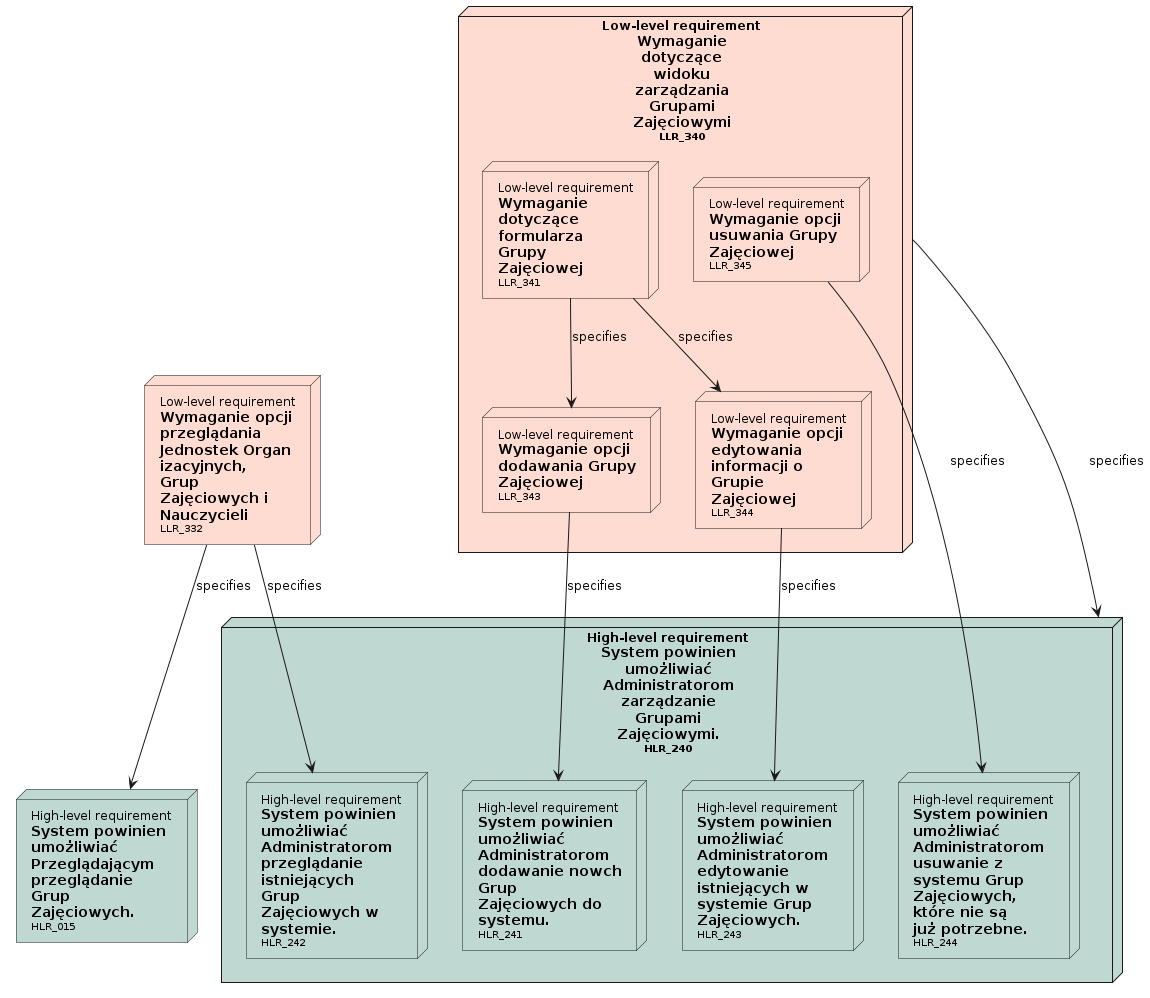 Low-level requirement
Wymaganie
dotyczące
widoku
zarządzania
Grupami
Zajęciowymi
LLR_340
Low-level requirement
Wymaganie
dotyczące
formularza
Grupy
Zajęciowej
LLR_341
Low-level requirement
Wymaganie opcji
usuwania Grupy
Zajęciowej
LLR_345
specifies
specifies
Low-level requirement
Wymaganie opcji
przeglądania
Jednostek Organ
izacyjnych,
Grup
Zajęciowych i
Nauczycieli
LLR_332
Low-level requirement
Wymaganie opcji
dodawania Grupy
Zajęciowej
LLR_343
Low-level requirement
Wymaganie opcji
edytowania
informacji o
Grupie
Zajęciowej
LLR_344
specifies
specifies
specifies
specifies
specifies
specifies
High-level requirement
System powinien
umożliwiać
Administratorom
zarządzanie
Grupami
Zajęciowymi.
HLR_240
High-level requirement
System powinien
umożliwiać
Przeglądającym
przeglądanie
Grup
Zajęciowych.
HLR_015
High-level requirement
System powinien
umożliwiać
Administratorom
przeglądanie
istniejących
Grup
Zajęciowych w
systemie.
HLR_242
High-level requirement
System powinien
umożliwiać
Administratorom
dodawanie nowch
Grup
Zajęciowych do
systemu.
HLR_241
High-level requirement
System powinien
umożliwiać
Administratorom
edytowanie
istniejących w
systemie Grup
Zajęciowych.
HLR_243
High-level requirement
System powinien
umożliwiać
Administratorom
usuwanie z
systemu Grup
Zajęciowych,
które nie są
już potrzebne.
HLR_244